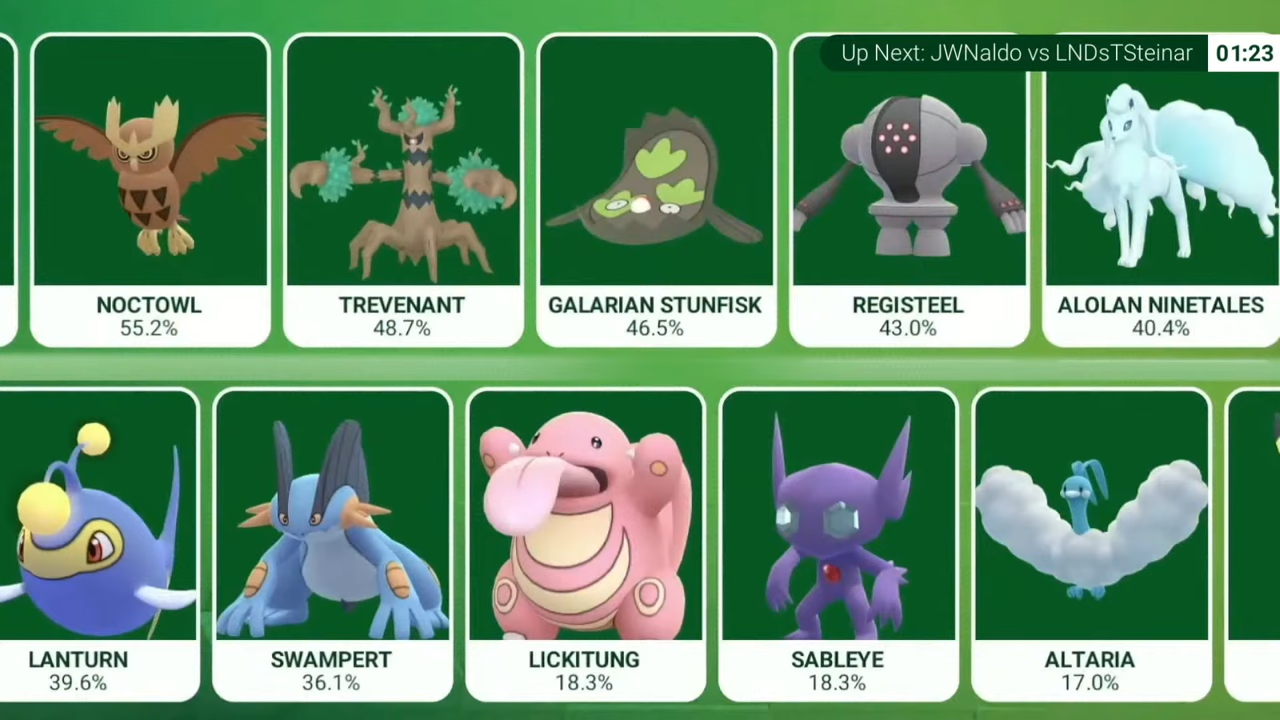 Up Next: JWNaldo vs LNDsTSteinar 01:23
NOCTOWL
55.2%
TREVENANT
48.7%
GALARIAN STUNFISK
46.5%
REGISTEEL
43.0%
ALOLAN NINETALES
40.4%
LANTURN
39.6%
SWAMPERT
36.1%
LICKITUNG
18.3%
SABLEYE
18.3%
ALTARIA
17.0%